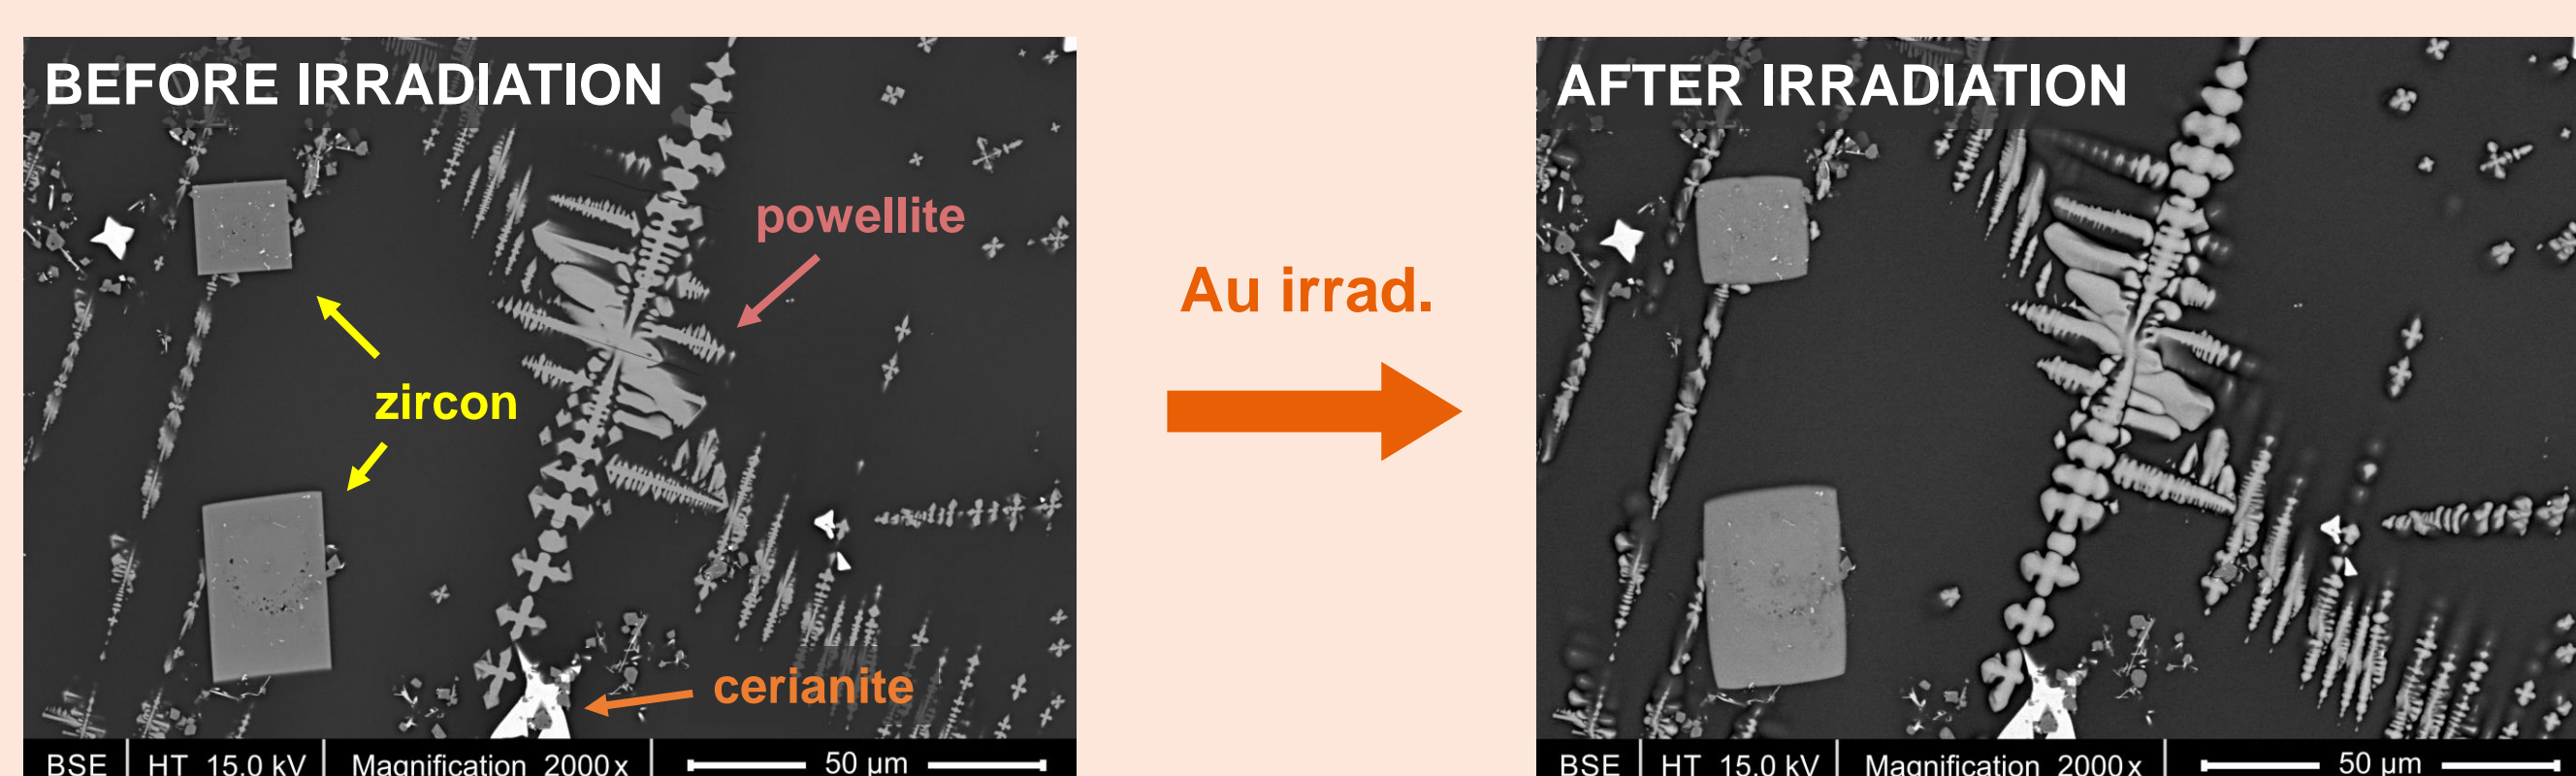 BEFORE IRRADIATION
powellite
zircon
cerianite
BSE HT 15.0 kV Magnification 2000x 50 µm
Au irrad.
AFTER IRRADIATION
BSE HT 15.0 kV Magnification 2000x 50 µm